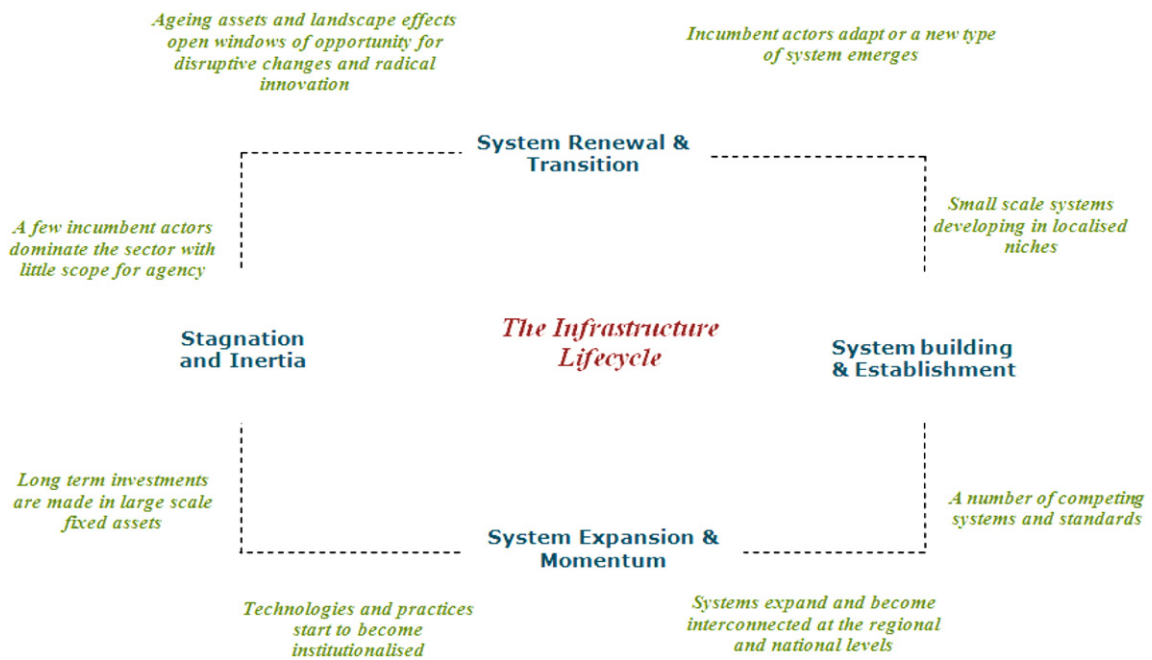 Ageing assets and landscape effects
open windows of opportunity for
disruptive changes and radical
innovation
Incumbent actors adapt or a new type
of system emerges
System Renewal &
Transition
A few incumbent actors
dominate the sector with
little scope for agency
Small scale systems
developing in localised
niches
Stagnation
and Inertia
The Infrastructure
Lifecycle
System building
& Establishment
Long term investments
are made in large scale
fixed assets
A number of competing
systems and standards
System Expansion &
Momentum
Technologies and practices
start to become
institutionalised
Systems expand and become
interconnected at the regional
and national levels